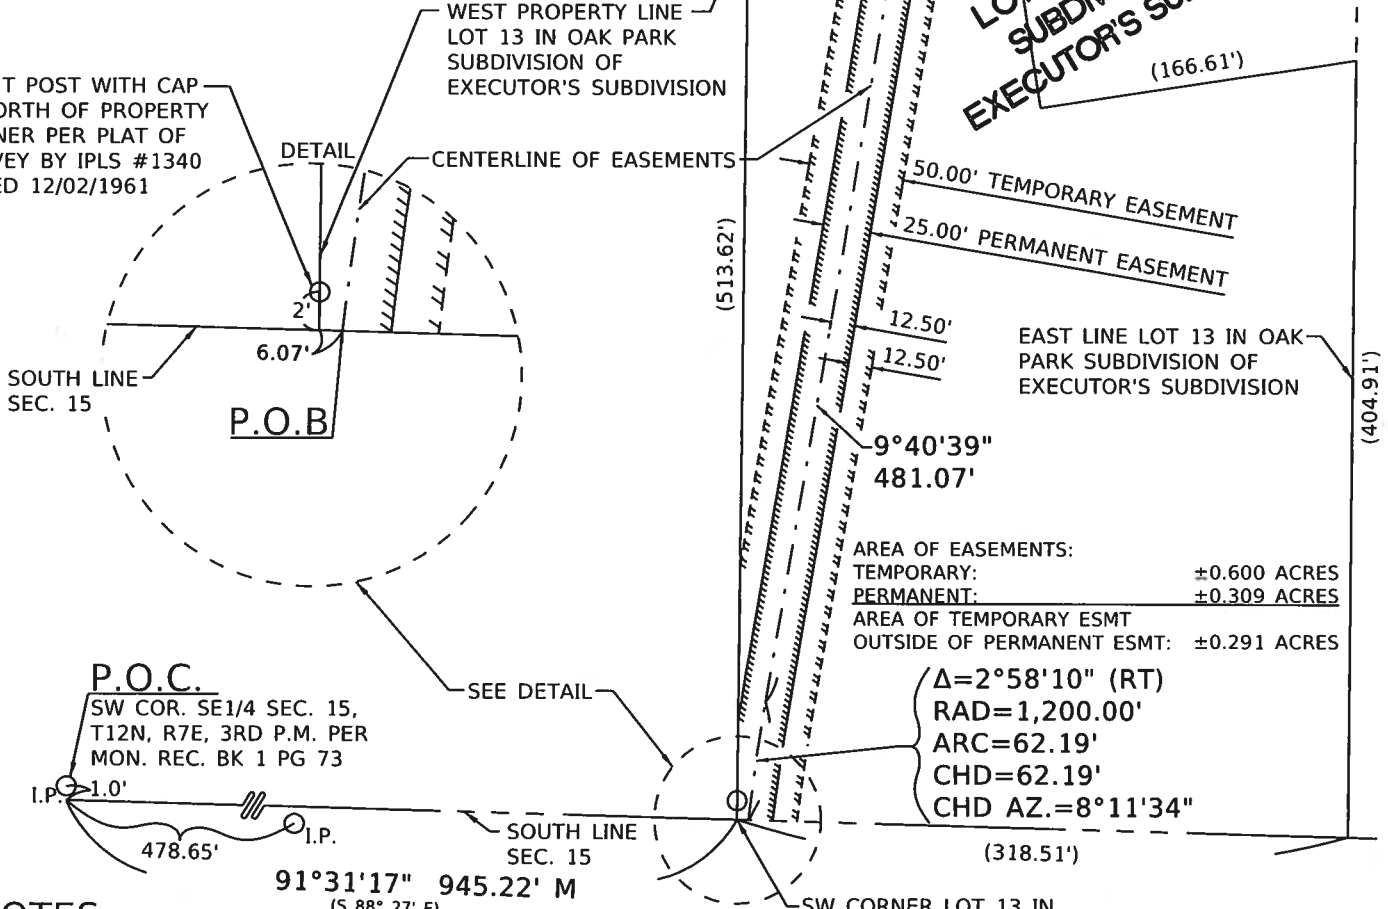 WEST PROPERTY LINE
LOT 13 IN OAK PARK
SUBDIVISION OF
EXECUTOR'S SUBDIVISION
T POST WITH CAP
OF PROPERTY
PER PLAT OF
BY IPLS #1340
12/02/1961
DETAIL
CENTERLINE OF EASEMENTS
2'
6.07'
SOUTH LINE
SEC. 15
P.O.B
EXECUTOR'S
(166.61')
50.00' TEMPORARY EASEMENT
25.00' PERMANENT EASEMENT
(513.62')
12.50'
12.50'
EAST LINE LOT 13 IN OAK
PARK SUBDIVISION OF
EXECUTOR'S SUBDIVISION
(404.91')
9°40'39"
481.07'
AREA OF EASEMENTS:
TEMPORARY: ±0.600 ACRES
PERMANENT: ±0.309 ACRES
AREA OF TEMPORARY ESMT
OUTSIDE OF PERMANENT ESMT: ±0.291 ACRES
SEE DETAIL
P.O.C.
SW COR. SE1/4 SEC. 15,
T12N, R7E, 3RD P.M. PER
MON. REC. BK 1 PG 73
I.P.
1.0'
478.65'
I.P.
SOUTH LINE
SEC. 15
91°31'17" 945.22' M
(S 88° 27' E)
Δ=2°58'10" (RT)
RAD=1,200.00'
ARC=62.19'
CHD=62.19'
CHD AZ.=8°11'34"
(318.51')
SW CORNER LOT 13 IN